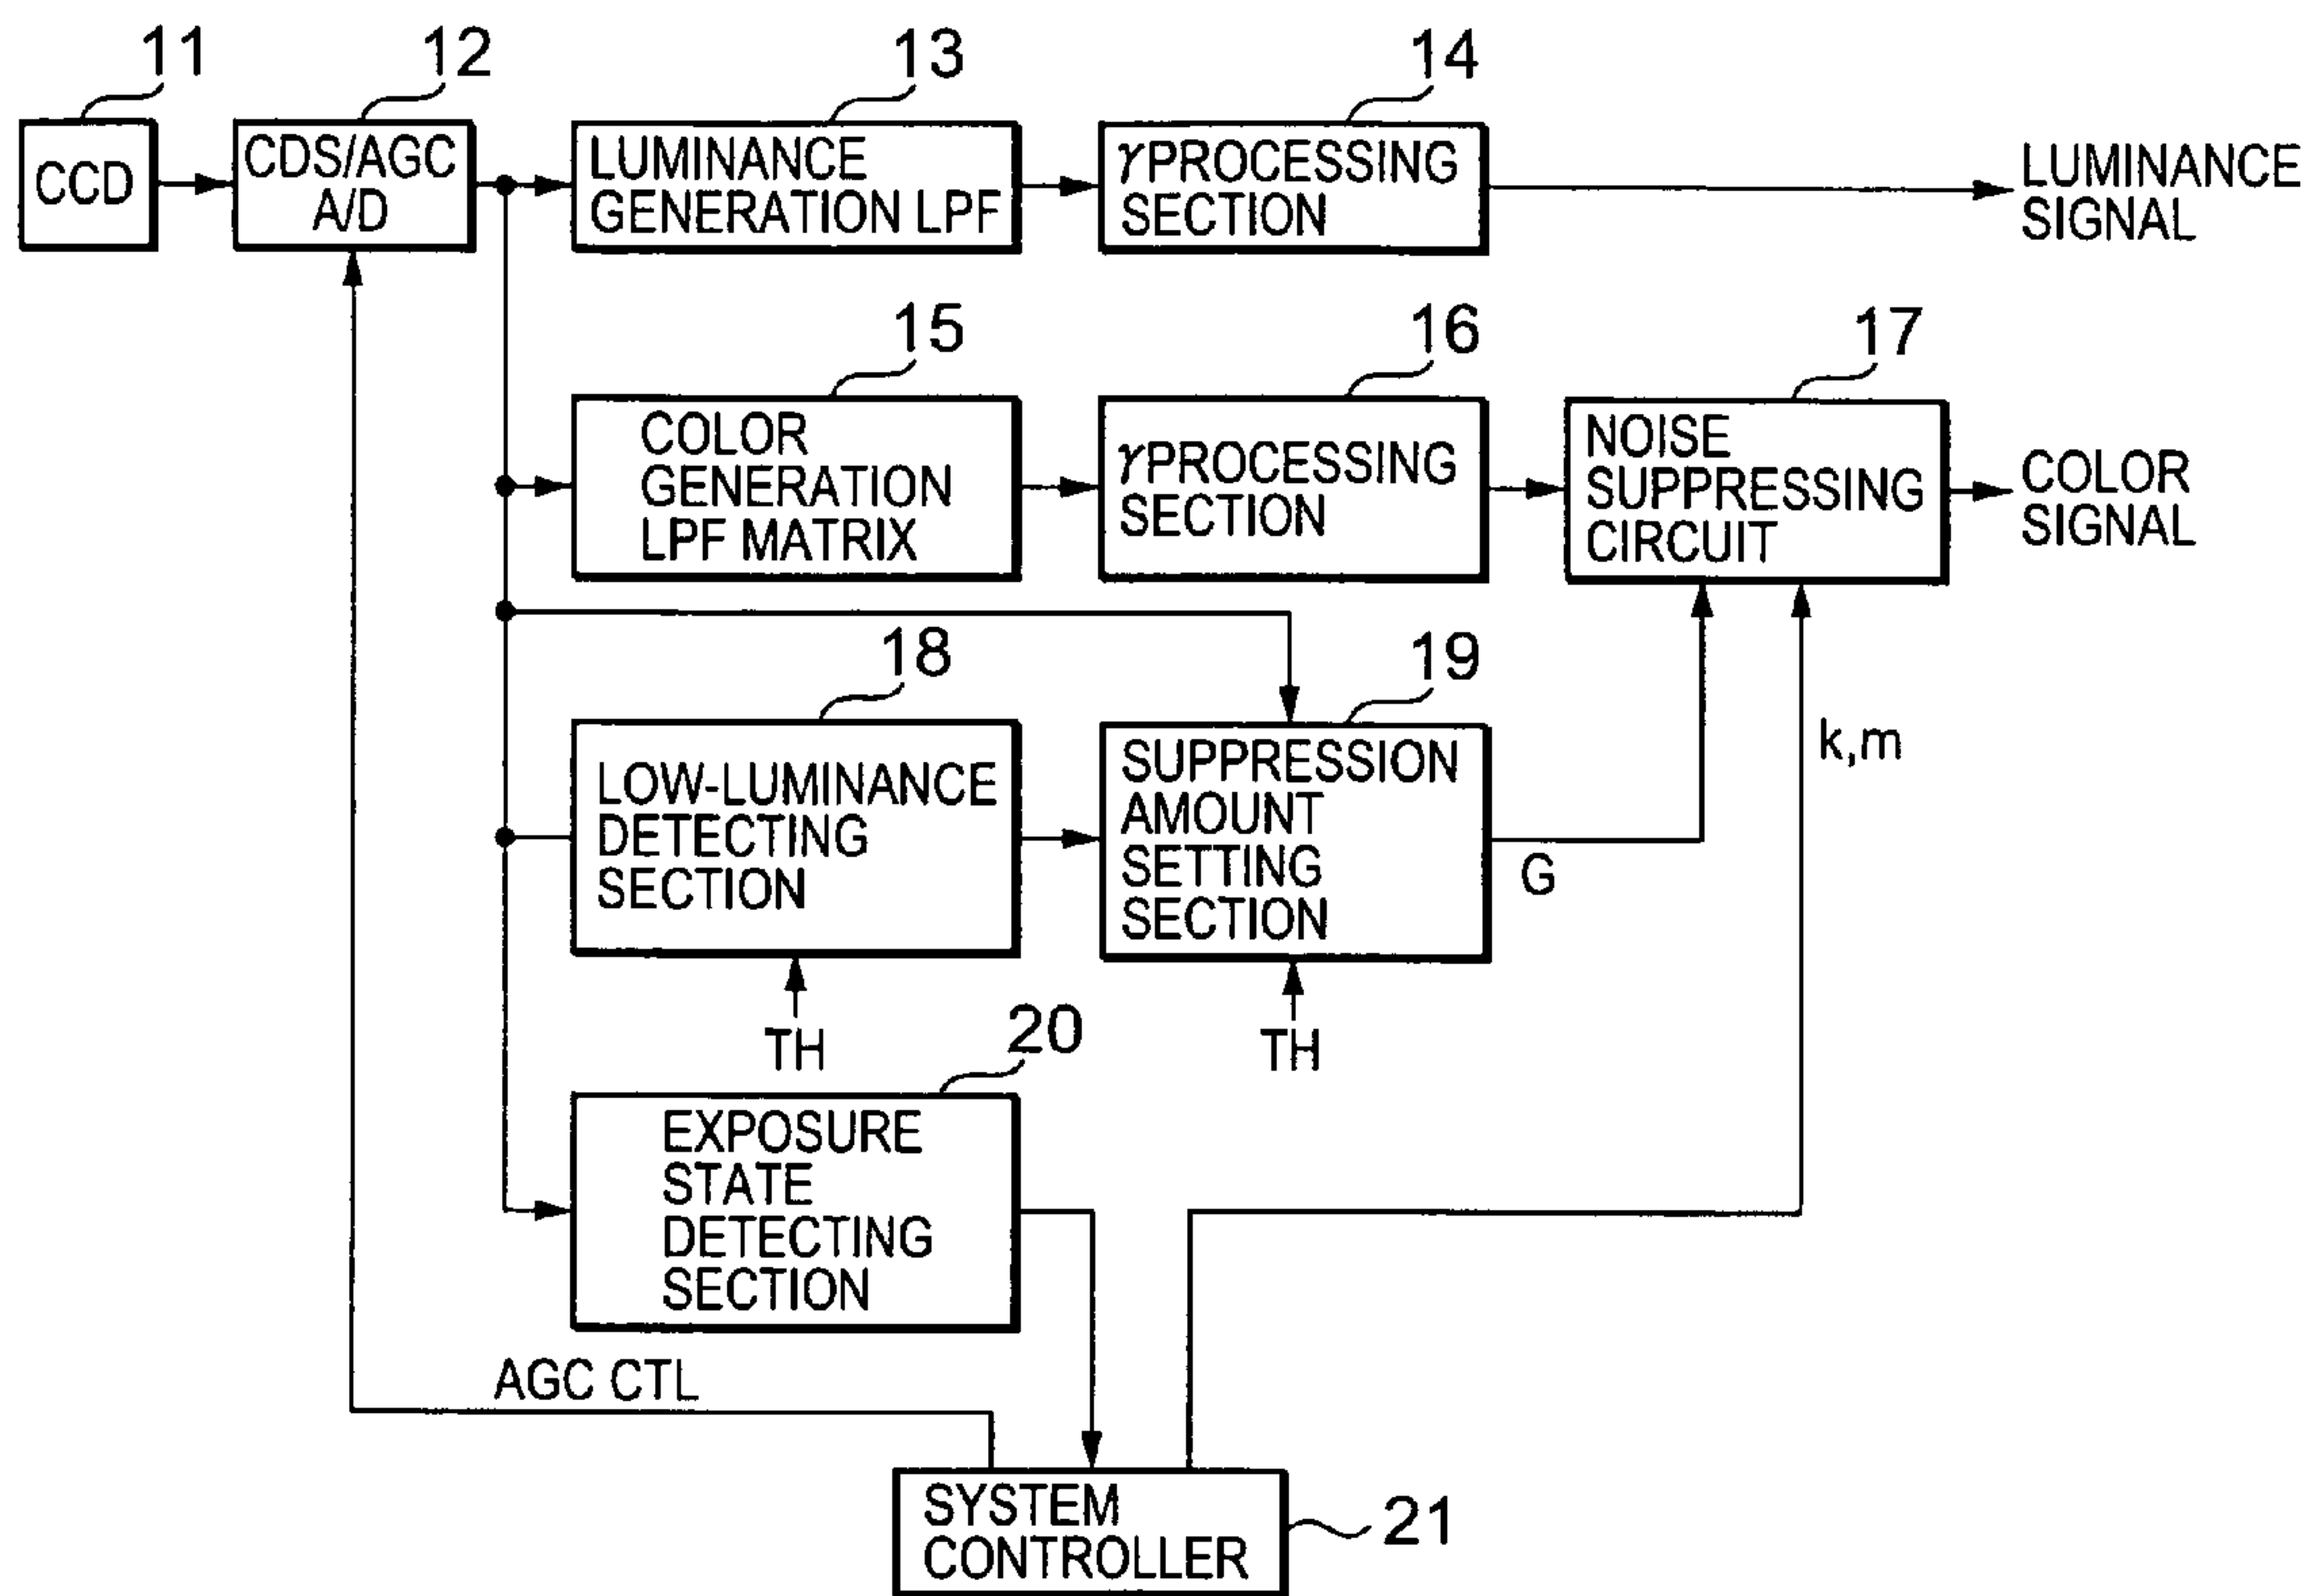 11
12
13
14
CCD
CDS/AGC
A/D
LUMINANCE
GENERATION LPF
γPROCESSING
SECTION
LUMINANCE
SIGNAL
15
16
17
COLOR
GENERATION
LPF MATRIX
γPROCESSING
SECTION
NOISE
SUPPRESSING
CIRCUIT
COLOR
SIGNAL
18
19
LOW-LUMINANCE
DETECTING
SECTION
SUPPRESSION
AMOUNT
SETTING
SECTION
G
k,m
TH
TH
20
EXPOSURE
STATE
DETECTING
SECTION
AGC CTL
SYSTEM
CONTROLLER
21